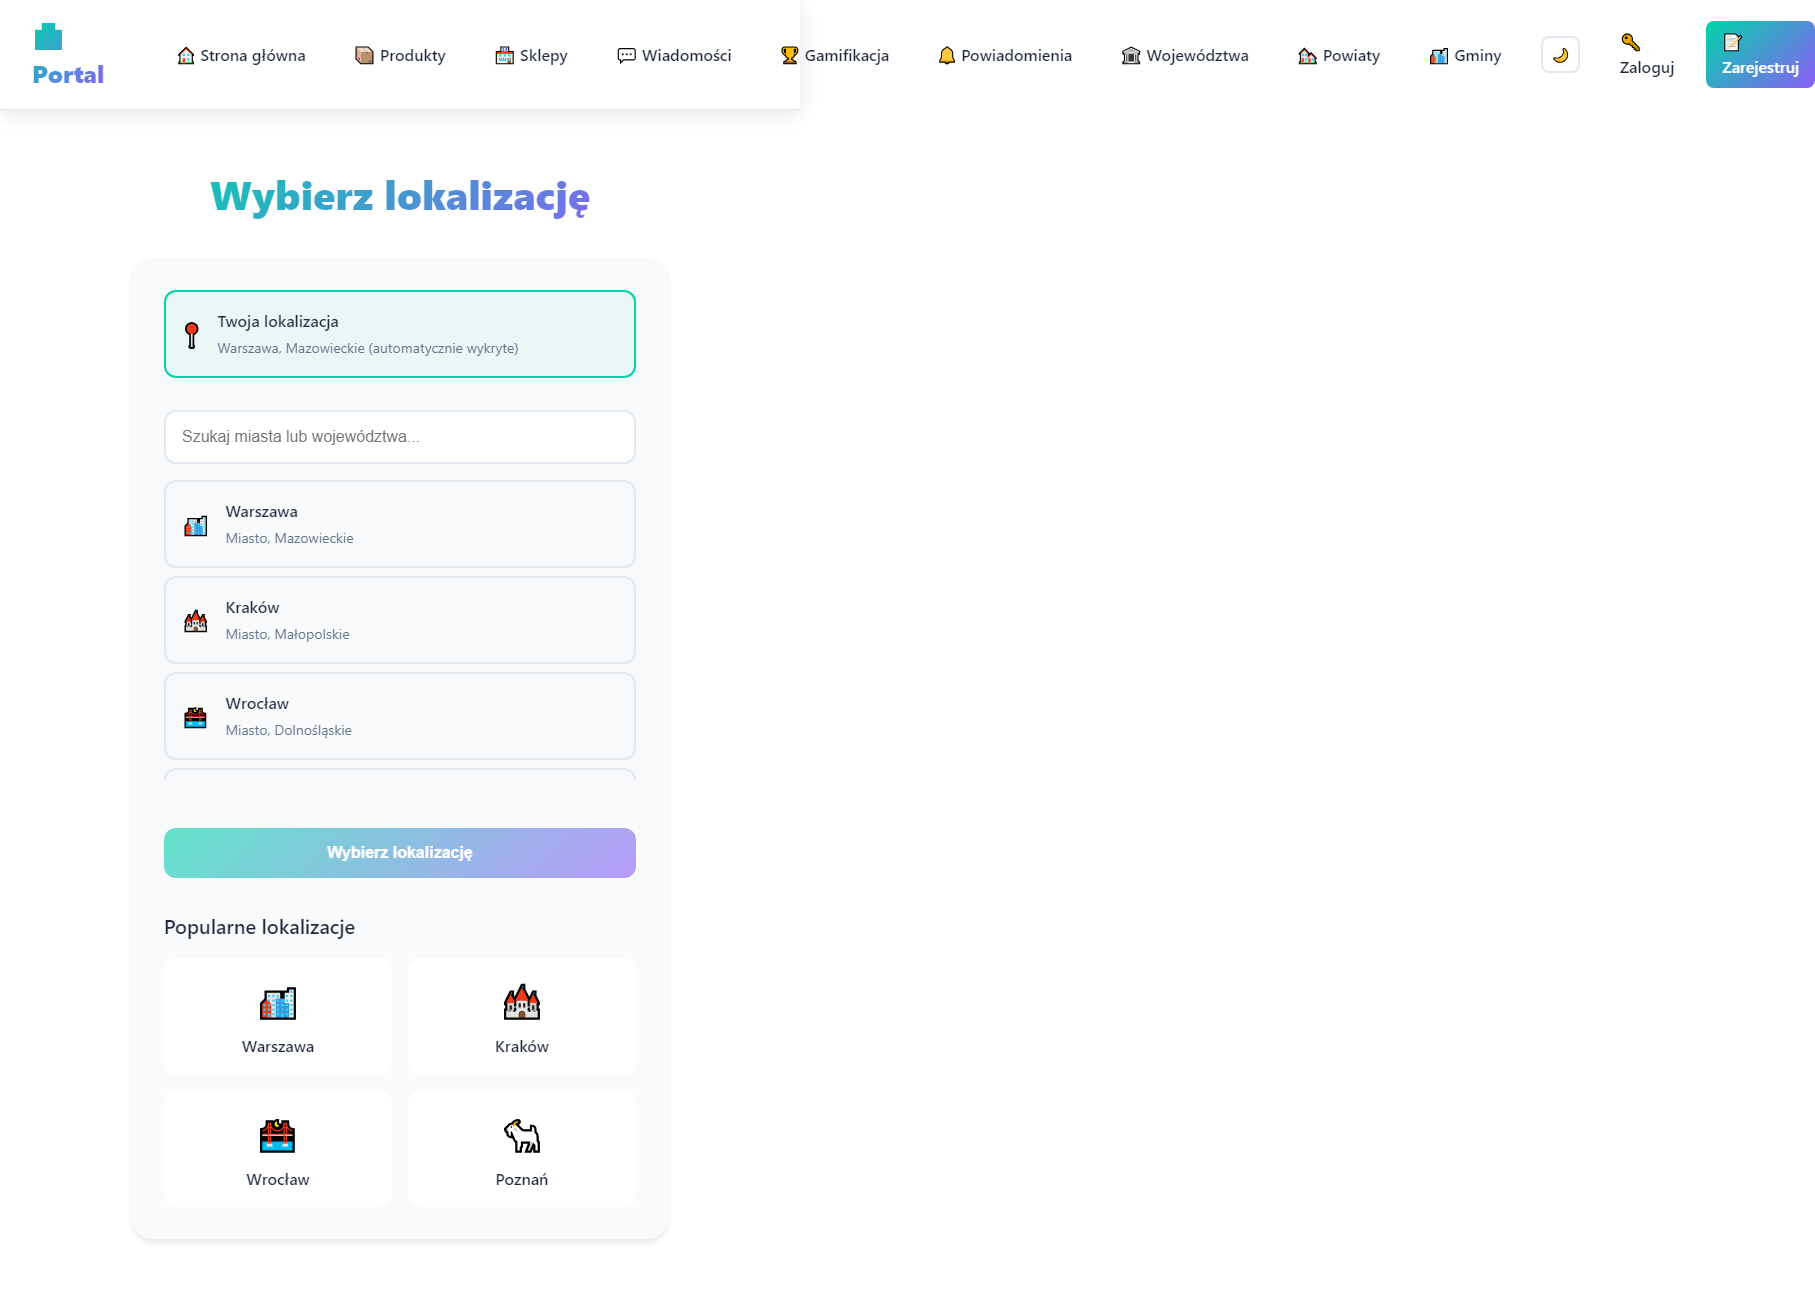 Portal
Strona główna
Produkty
Sklepy
Wiadomości
Gamifikacja
Powiadomienia
Województwa
Powiaty
Gminy
Zaloguj
Zarejestruj
Wybierz lokalizację
Twoja lokalizacja
Warszawa, Mazowieckie (automatycznie wykryte)
Szukaj miasta lub województwa...
Warszawa
Miasto, Mazowieckie
Kraków
Miasto, Małopolskie
Wrocław
Miasto, Dolnośląskie
Wybierz lokalizację
Popularne lokalizacje
Warszawa
Kraków
Wrocław
Poznań